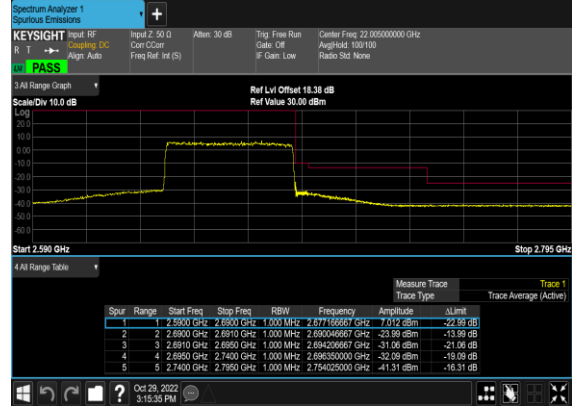 Spectrum Analyzer 1
Spurious Emissions
KEYSIGHT Input: RF Input Z: 50 Ω Atten: 30 dB Trig: Free Run Center Freq: 22.005000000 GHz
R T Coupling: DC Corr CCorr Gate: Off Avg|Hold: 100/100
Align: Auto Freq Ref: Int (S) IF Gain: Low Radio Std: None
PASS
3 All Range Graph
Ref Lvl Offset 18.38 dB
Scale/Div 10.0 dB Ref Value 30.00 dBm
Log
20.0
10.0
0.00
-10.0
-20.0
-30.0
-40.0
-50.0
-60.0
Start 2.590 GHz Stop 2.795 GHz
4 All Range Table
Measure Trace Trace 1
Trace Type Trace Average (Active)
Spur Range Start Freq Stop Freq RBW Frequency Amplitude ΔLimit
1 1 2.5900 GHz 2.6900 GHz 1.000 MHz 2.677166667 GHz 7.012 dBm -22.99 dB
2 2 2.6900 GHz 2.6910 GHz 1.000 MHz 2.690046667 GHz -23.99 dBm -13.99 dB
3 3 2.6910 GHz 2.6950 GHz 1.000 MHz 2.694206667 GHz -31.06 dBm -21.06 dB
4 4 2.6950 GHz 2.7400 GHz 1.000 MHz 2.696350000 GHz -32.09 dBm -19.09 dB
5 5 2.7400 GHz 2.7950 GHz 1.000 MHz 2.754025000 GHz -41.31 dBm -16.31 dB
Oct 29, 2022
3:15:35 PM